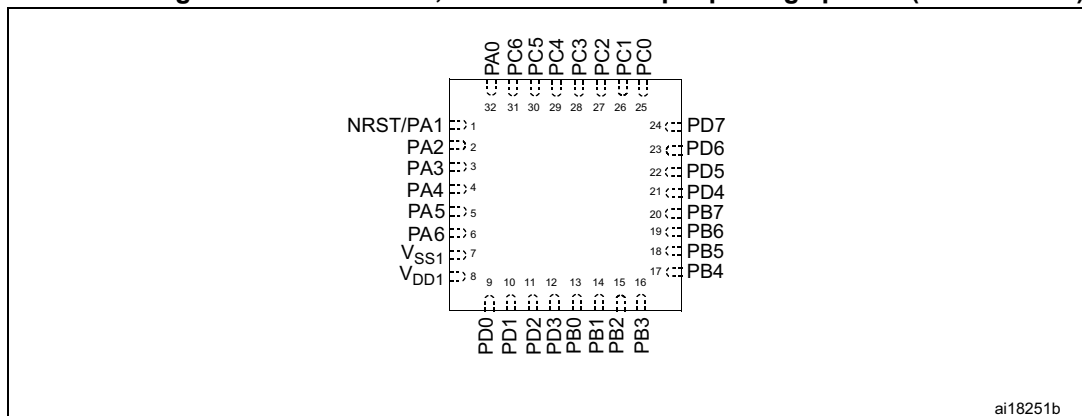 PA0 PC6 PC5 PC4 PC3 PC2 PC1 PC0
32 31 30 29 28 27 26 25
NRST/PA1 1 24 PD7
PA2 2 23 PD6
PA3 3 22 PD5
PA4 4 21 PD4
PA5 5 20 PB7
PA6 6 19 PB6
VSS1 7 18 PB5
VDD1 8 17 PB4
9 10 11 12 13 14 15 16
PD0 PD1 PD2 PD3 PB0 PB1 PB2 PB3
ai18251b